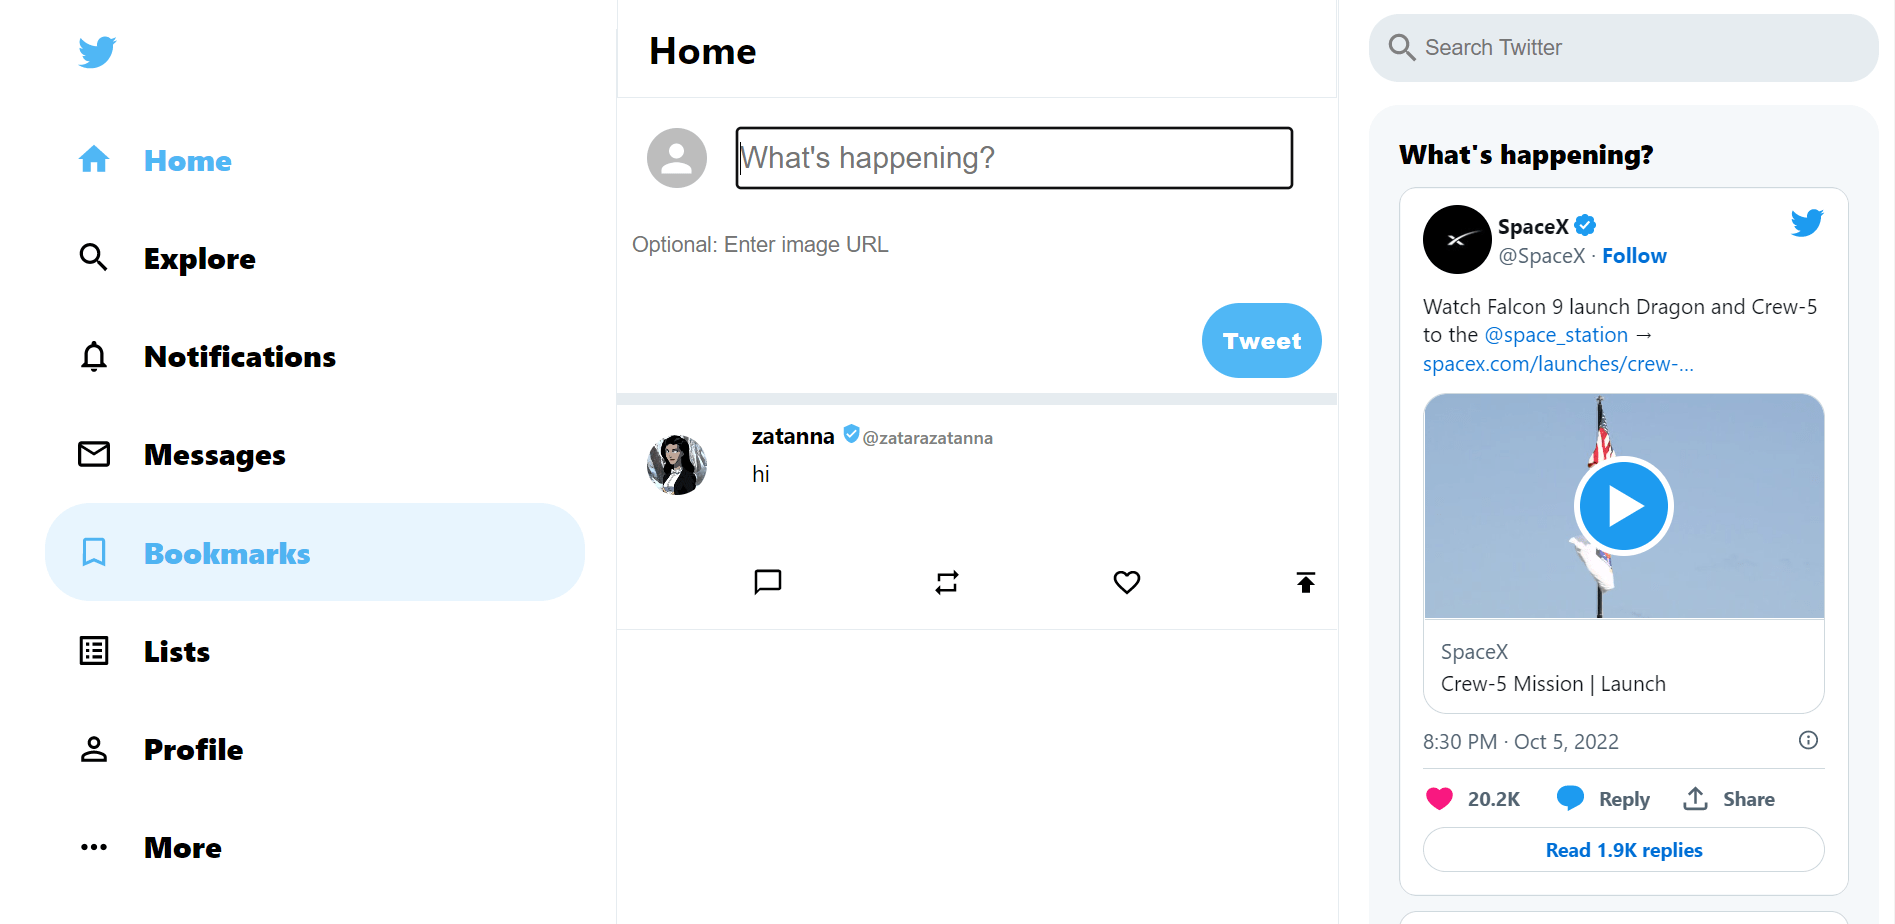 Home
Explore
Notifications
Messages
Bookmarks
Lists
Profile
More
Home
What's happening?
Optional: Enter image URL
Tweet
zatanna @zatarazatanna
hi
Search Twitter
What's happening?
SpaceX
@SpaceX · Follow
Watch Falcon 9 launch Dragon and Crew-5
to the @space_station →
spacex.com/launches/crew-…
SpaceX
Crew-5 Mission | Launch
8:30 PM · Oct 5, 2022
20.2K Reply Share
Read 1.9K replies